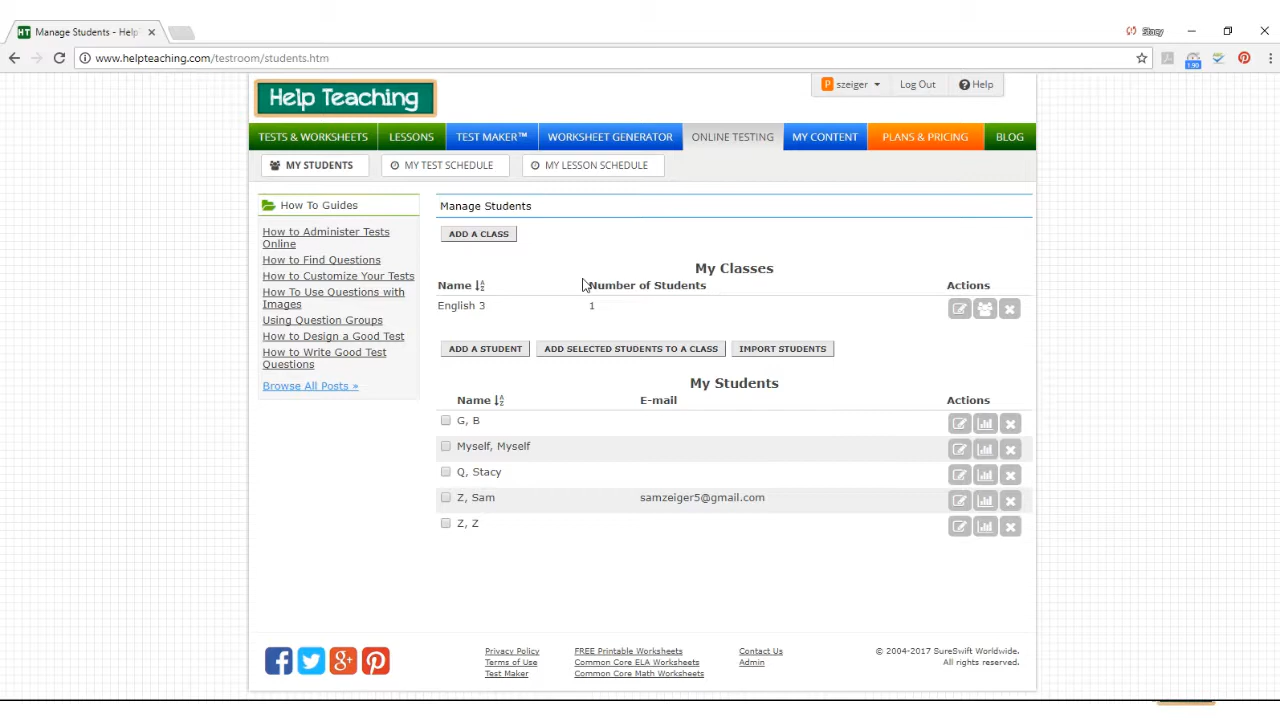 Manage Students - Help
Stacy
www.helpteaching.com/testroom/students.htm
1.90
Help Teaching
P szeiger Log Out ? Help
TESTS & WORKSHEETS LESSONS TEST MAKER™ WORKSHEET GENERATOR ONLINE TESTING MY CONTENT PLANS & PRICING BLOG
MY STUDENTS MY TEST SCHEDULE MY LESSON SCHEDULE
How To Guides
How to Administer Tests
Online
How to Find Questions
How to Customize Your Tests
How To Use Questions with
Images
Using Question Groups
How to Design a Good Test
How to Write Good Test
Questions
Browse All Posts »
Manage Students
ADD A CLASS
My Classes
Name Number of Students Actions
English 3 1
ADD A STUDENT ADD SELECTED STUDENTS TO A CLASS IMPORT STUDENTS
My Students
Name E-mail Actions
G, B
Myself, Myself
Q, Stacy
Z, Sam samzeiger5@gmail.com
Z, Z
Privacy Policy FREE Printable Worksheets Contact Us © 2004-2017 SureSwift Worldwide.
Terms of Use Common Core ELA Worksheets Admin All rights reserved.
Test Maker Common Core Math Worksheets